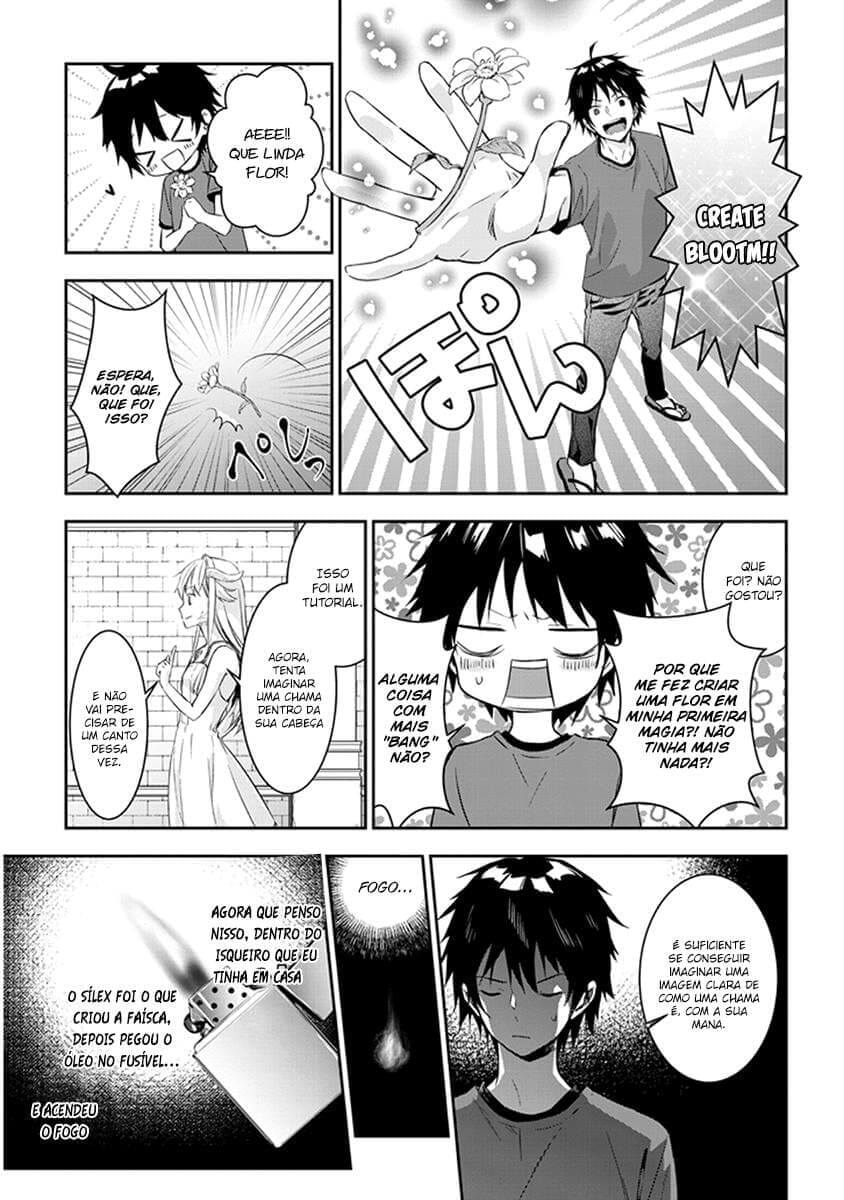 CREATE
BLOOTM!!
ぽん
AEEE!!
QUE LINDA
FLOR!
ESPERA,
NÃO! QUE,
QUE FOI
ISSO?
ペしっ
QUE
FOI? NÃO
GOSTOU?
POR QUE
ME FEZ CRIAR
UMA FLOR EM
MINHA PRIMEIRA
MAGIA?! NÃO
TINHA MAIS
NADA?!
ALGUMA
COISA
COM
MAIS
"BANG"
NÃO?
ISSO
FOI UM
TUTORIAL.
AGORA,
TENTA
IMAGINAR
UMA CHAMA
DENTRO DA
SUA CABEÇA
E NÃO
VAI PRE-
CISAR DE
UM CANTO
DESSA
VEZ.
É SUFICIENTE
SE CONSEGUIR
IMAGINAR UMA
IMAGEM CLARA DE
COMO UMA CHAMA
É, COM A SUA
MANA.
FOGO...
AGORA QUE PENSO
NISSO, DENTRO DO
ISQUEIRO QUE EU
TINHA EM CASA
O SÍLEX FOI O QUE
CRIOU A FAÍSCA,
DEPOIS PEGOU O
ÓLEO NO FUSÍVEL...
E ACENDEU
O FOGO